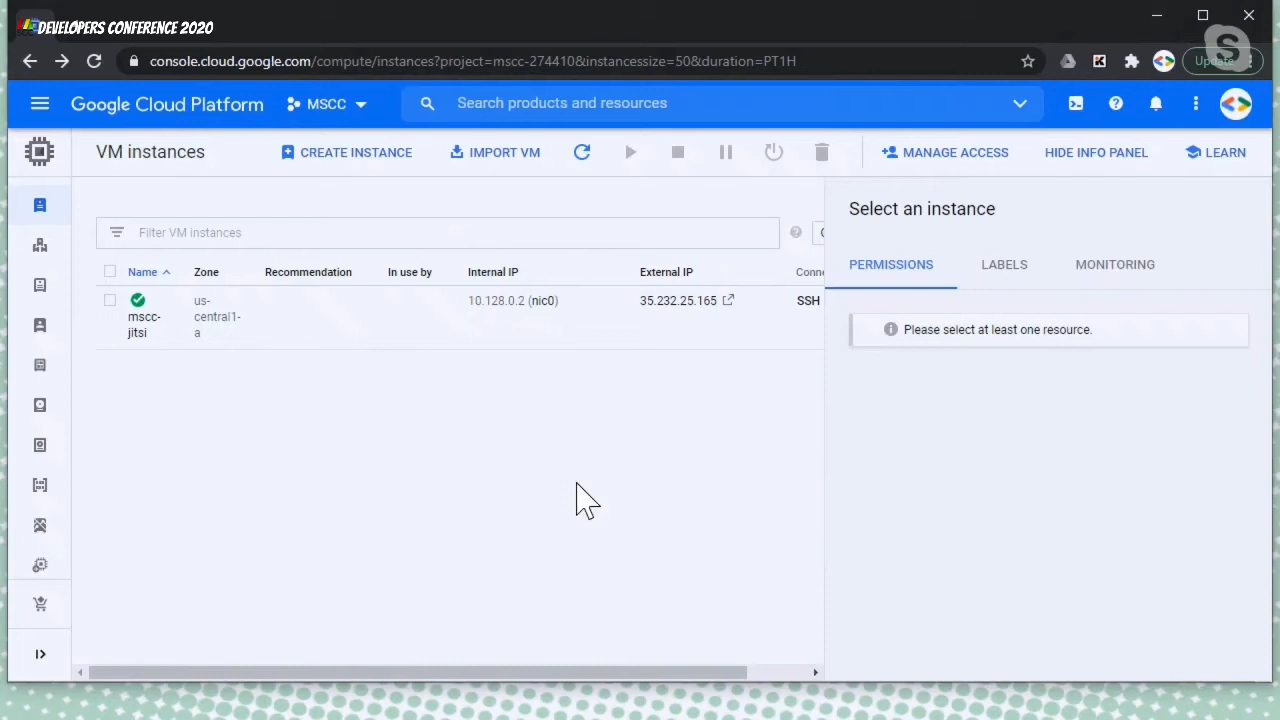 DEVELOPERS CONFERENCE 2020
console.cloud.google.com/compute/instances?project=mscc-274410&instancessize=50&duration=PT1H
Update
Google Cloud Platform
MSCC
Search products and resources
VM instances
CREATE INSTANCE
IMPORT VM
MANAGE ACCESS
HIDE INFO PANEL
LEARN
Filter VM instances
Name
Zone
Recommendation
In use by
Internal IP
External IP
Conne
mscc-
jitsi
us-
central1-
a
10.128.0.2 (nic0)
35.232.25.165
SSH
Select an instance
PERMISSIONS
LABELS
MONITORING
Please select at least one resource.